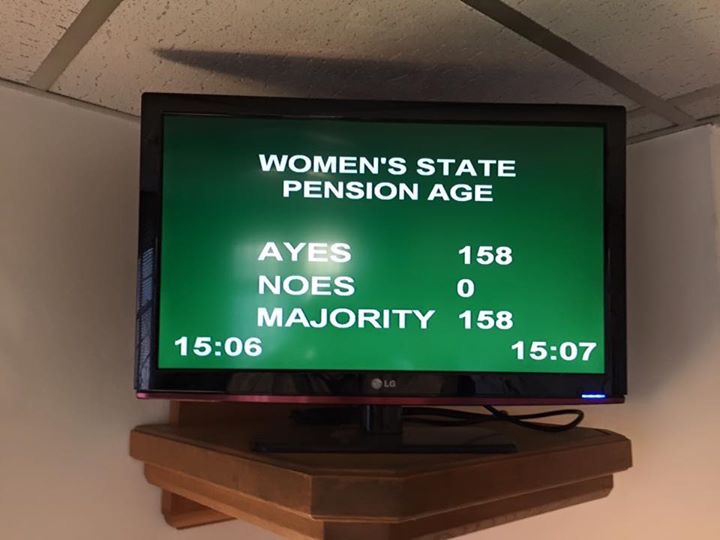 WOMEN'S STATE
PENSION AGE
AYES 158
NOES 0
MAJORITY 158
15:06 15:07
LG